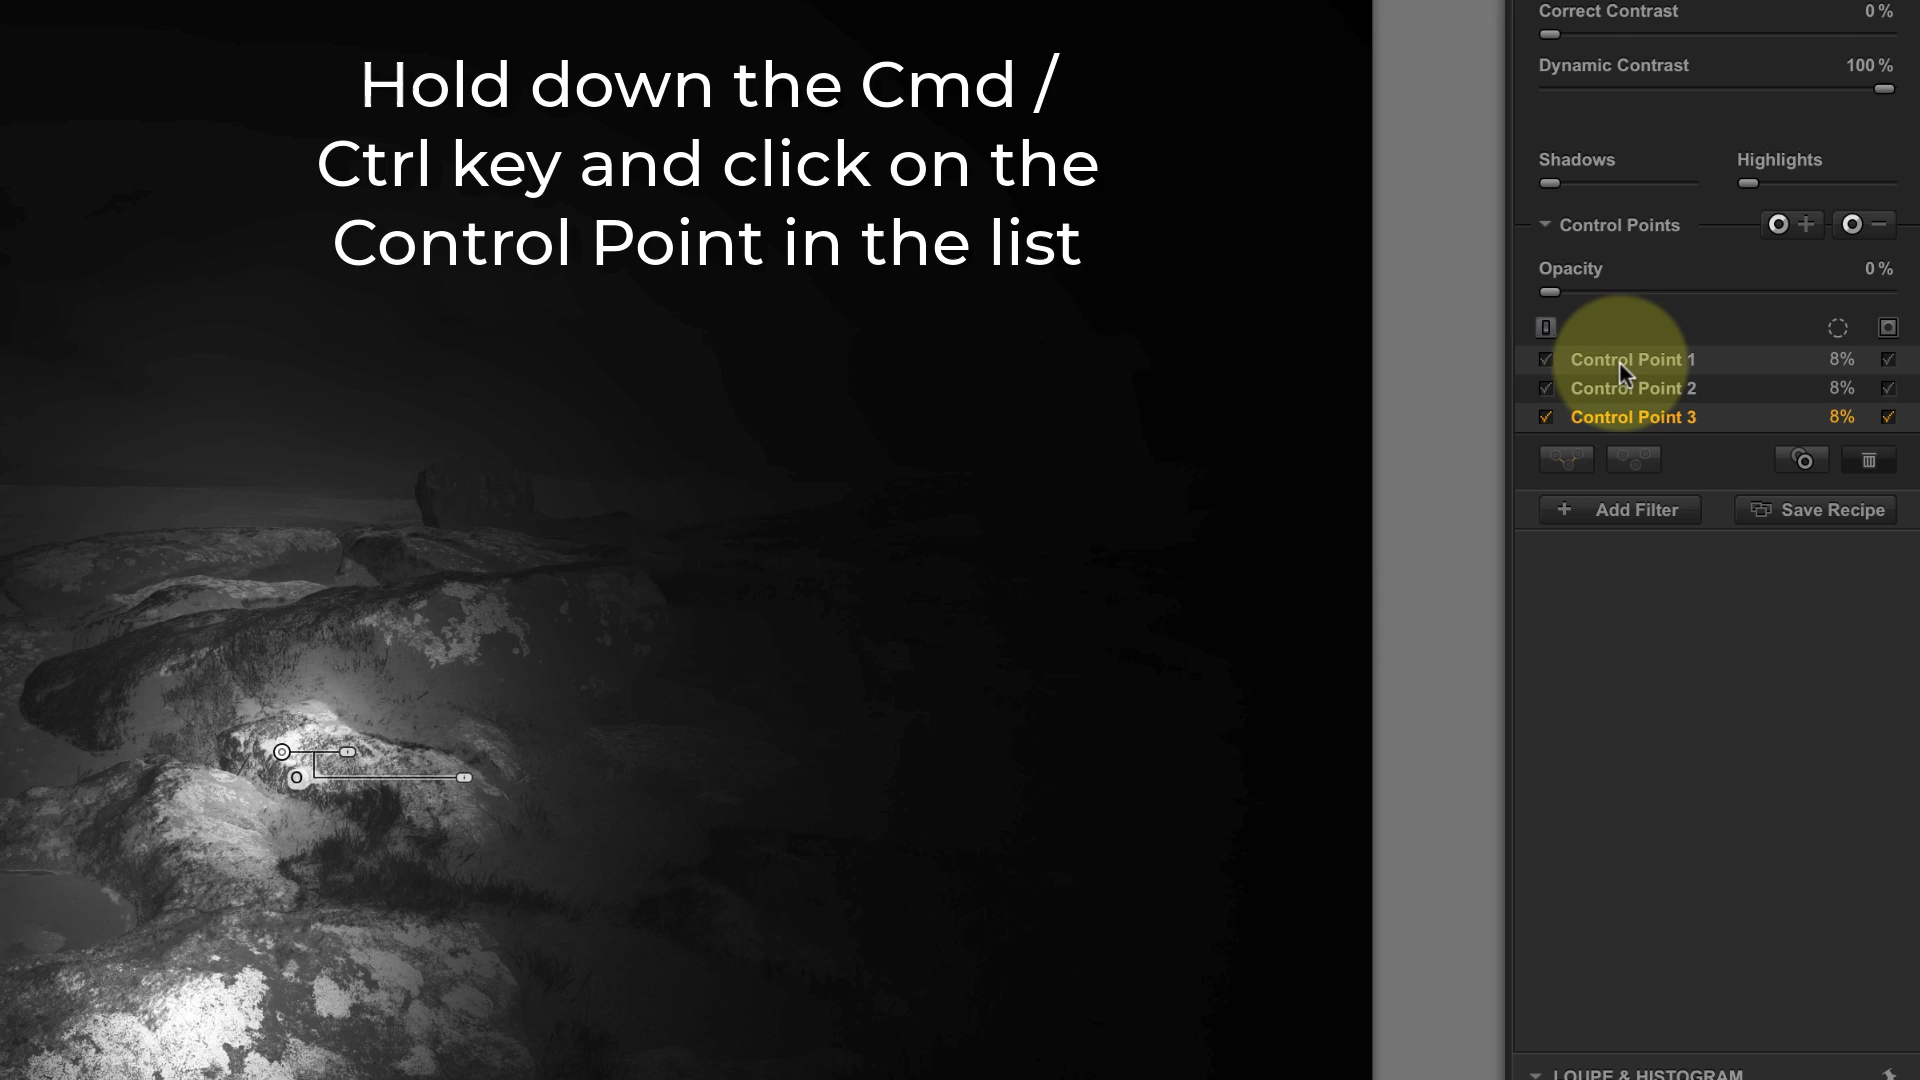 Hold down the Cmd /
Ctrl key and click on the
Control Point in the list
Correct Contrast 0 %
Dynamic Contrast 100 %
Shadows Highlights
Control Points
Opacity 0 %
Control Point 1 8%
Control Point 2 8%
Control Point 3 8%
Add Filter Save Recipe
LOUPE & HISTOGRAM